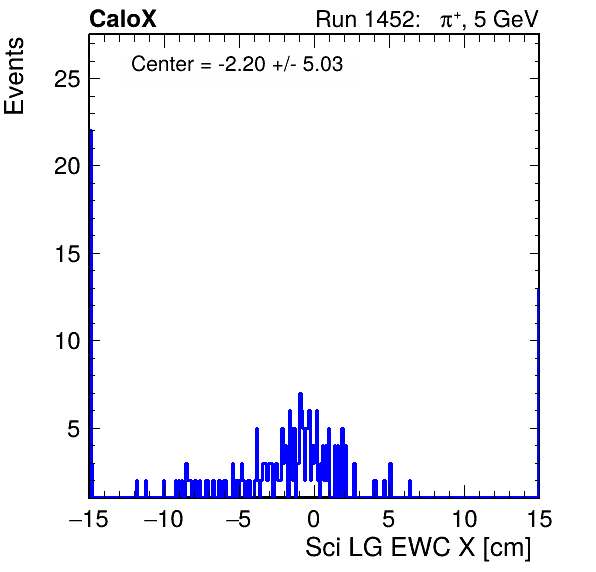 CaloX Run 1452: π⁺, 5 GeV
Center = -2.20 +/- 5.03
Events
25
20
15
10
5
−15 −10 −5 0 5 10 15
Sci LG EWC X [cm]